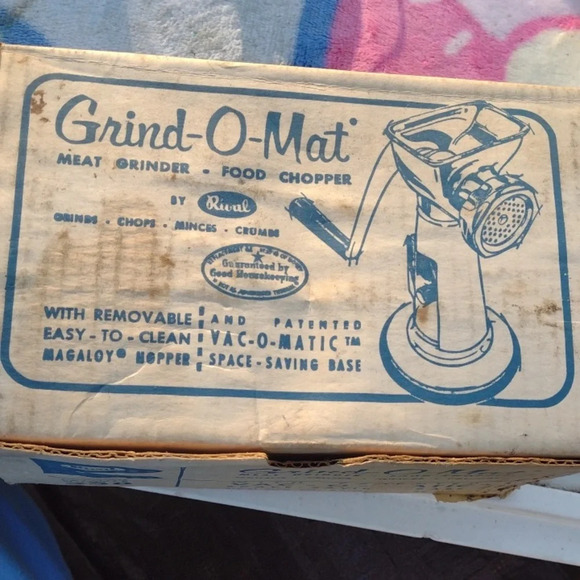 Grind-O-Mat
MEAT GRINDER • FOOD CHOPPER
BY Rival
GRINDS • CHOPS • MINCES • CRUMBS
Guaranteed by
Good Housekeeping
WITH REMOVABLE
EASY-TO-CLEAN
MAGALOY® HOPPER
AND PATENTED
VAC-O-MATIC™
SPACE-SAVING BASE